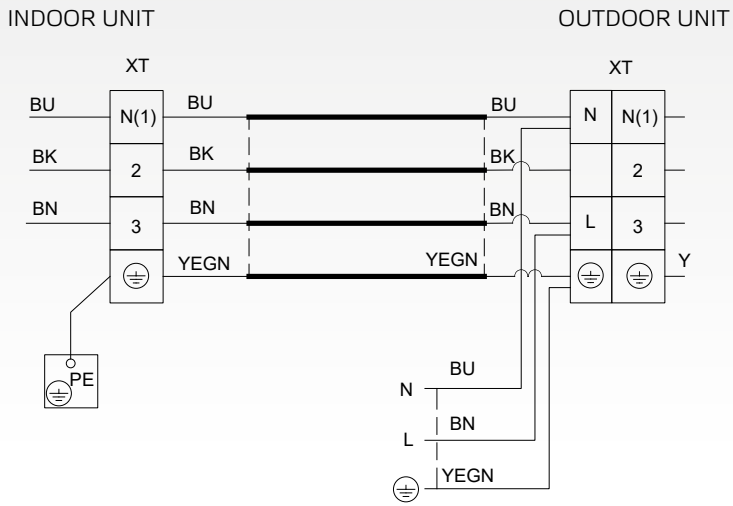 INDOOR UNIT OUTDOOR UNIT
XT XT
BU N(1) BU BU N N(1)
BK 2 BK BK 2
BN 3 BN BN L 3
YEGN YEGN Y
PE
N BU
L BN
YEGN